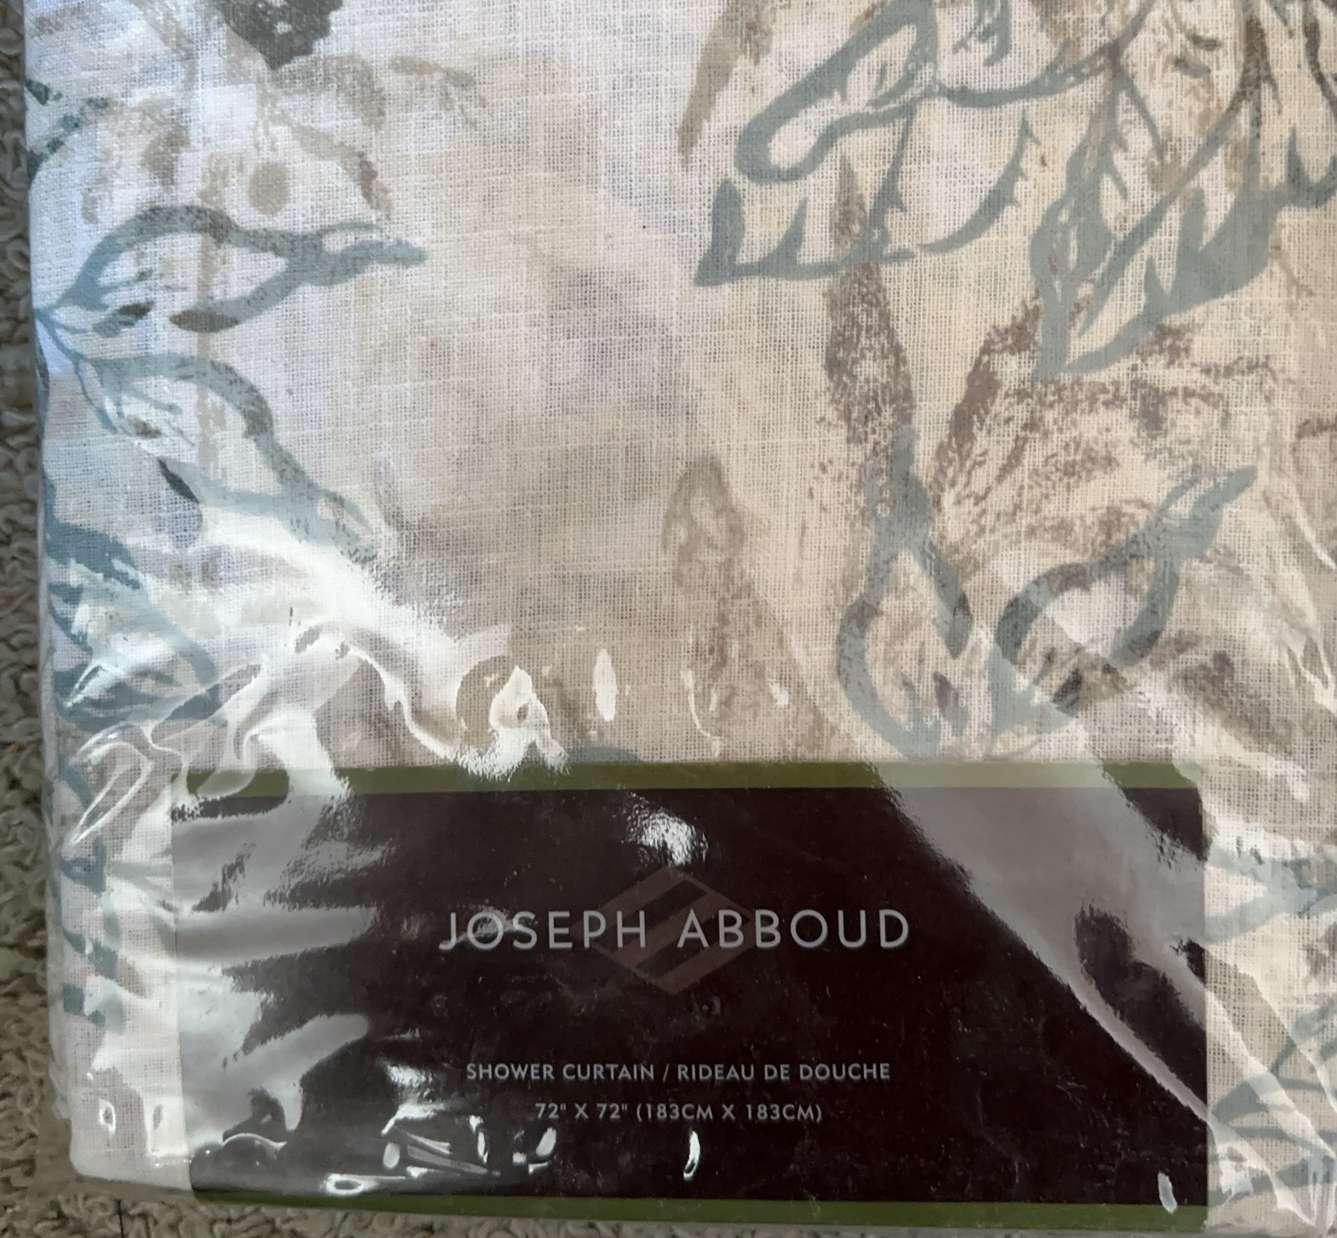 JOSEPH ABBOUD
SHOWER CURTAIN / RIDEAU DE DOUCHE
72" X 72" (183CM X 183CM)